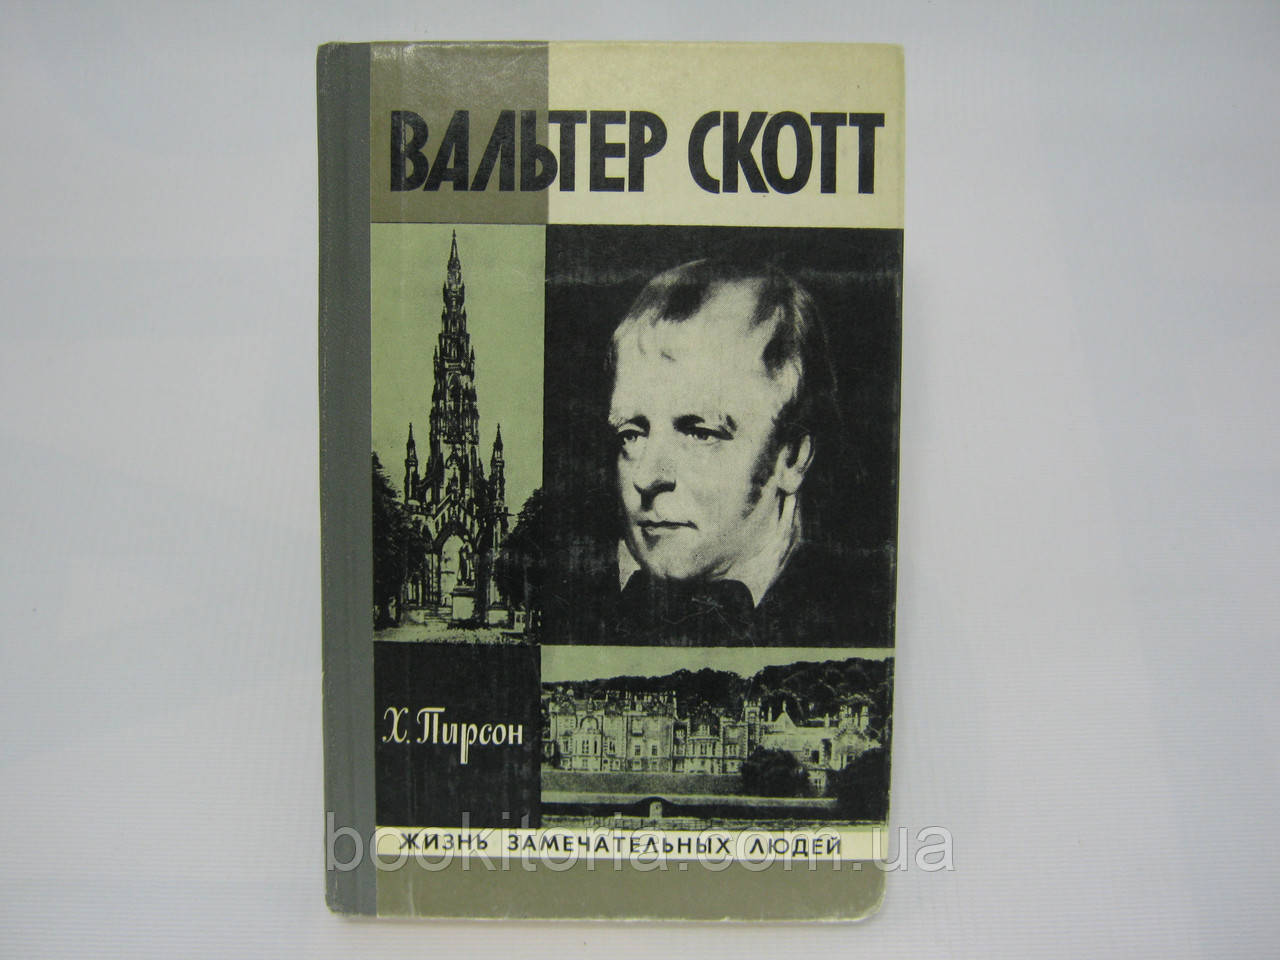 ВАЛЬТЕР СКОТТ
Х. Пирсон
ЖИЗНЬ ЗАМЕЧАТЕЛЬНЫХ ЛЮДЕЙ
bookitoria.com.ua